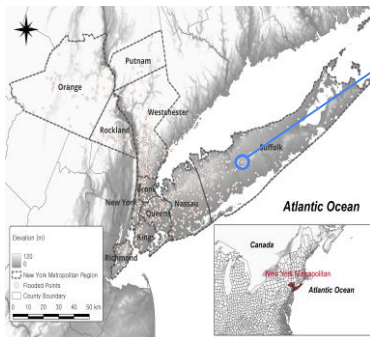 Putnam
Orange
Westchester
Rockland
Suffolk
Bronx
New York
Nassau
Queens
Kings
Richmond
Atlantic Ocean
Elevation (m)
120
0
New York Metropolitan Region
Flooded Points
County Boundary
0 10 20 30 40 50 km
Canada
New York Metropolitan
Atlantic Ocean